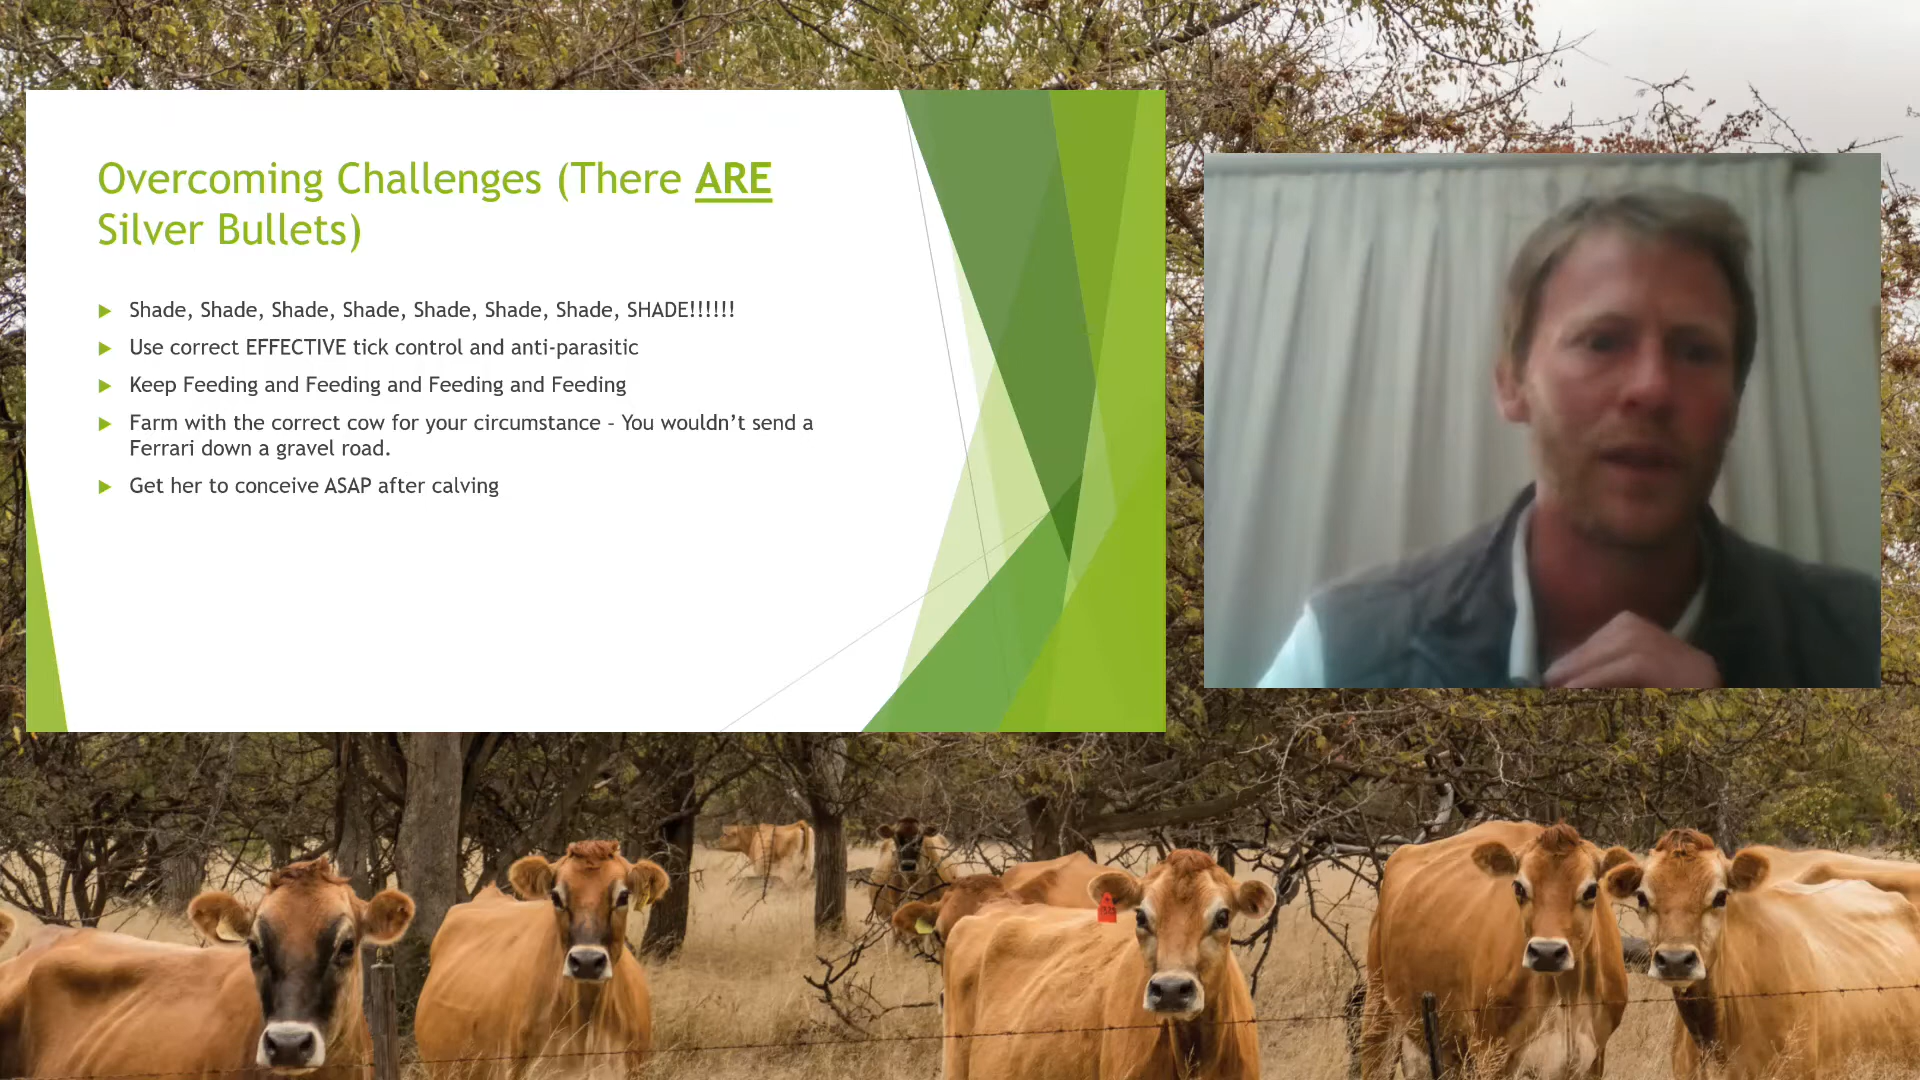 Overcoming Challenges (There ARE
Silver Bullets)
Shade, Shade, Shade, Shade, Shade, Shade, Shade, SHADE!!!!!!
Use correct EFFECTIVE tick control and anti-parasitic
Keep Feeding and Feeding and Feeding and Feeding
Farm with the correct cow for your circumstance – You wouldn’t send a
Ferrari down a gravel road.
Get her to conceive ASAP after calving